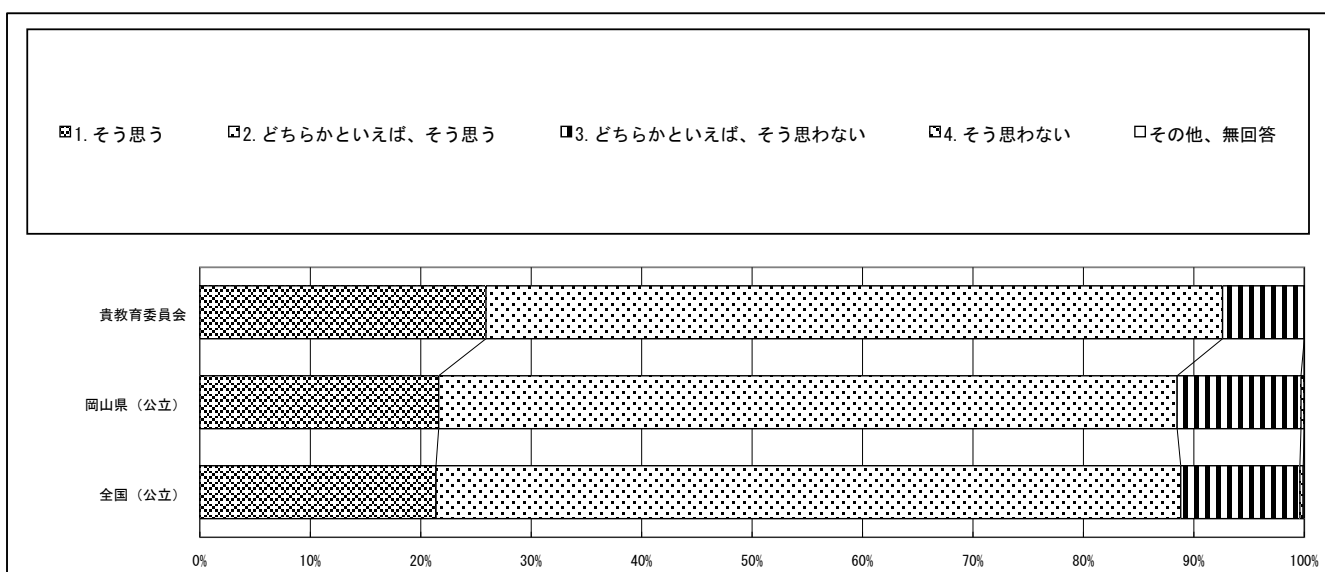 1. そう思う 2. どちらかといえば、そう思う 3. どちらかといえば、そう思わない 4. そう思わない その他、無回答
貴教育委員会
岡山県（公立）
全国（公立）
0% 10% 20% 30% 40% 50% 60% 70% 80% 90% 100%